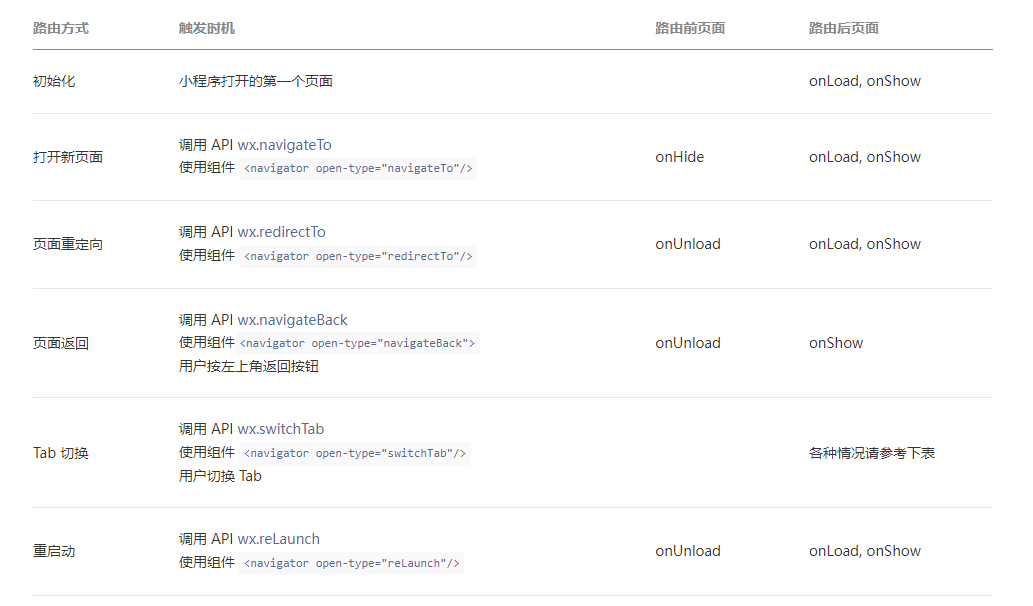 路由方式 触发时机 路由前页面 路由后页面
初始化 小程序打开的第一个页面 onLoad, onShow
打开新页面 调用 API wx.navigateTo
使用组件 <navigator open-type="navigateTo"/> onHide onLoad, onShow
页面重定向 调用 API wx.redirectTo
使用组件 <navigator open-type="redirectTo"/> onUnload onLoad, onShow
页面返回 调用 API wx.navigateBack
使用组件 <navigator open-type="navigateBack">
用户按左上角返回按钮 onUnload onShow
Tab 切换 调用 API wx.switchTab
使用组件 <navigator open-type="switchTab"/>
用户切换 Tab 各种情况请参考下表
重启动 调用 API wx.reLaunch
使用组件 <navigator open-type="reLaunch"/> onUnload onLoad, onShow